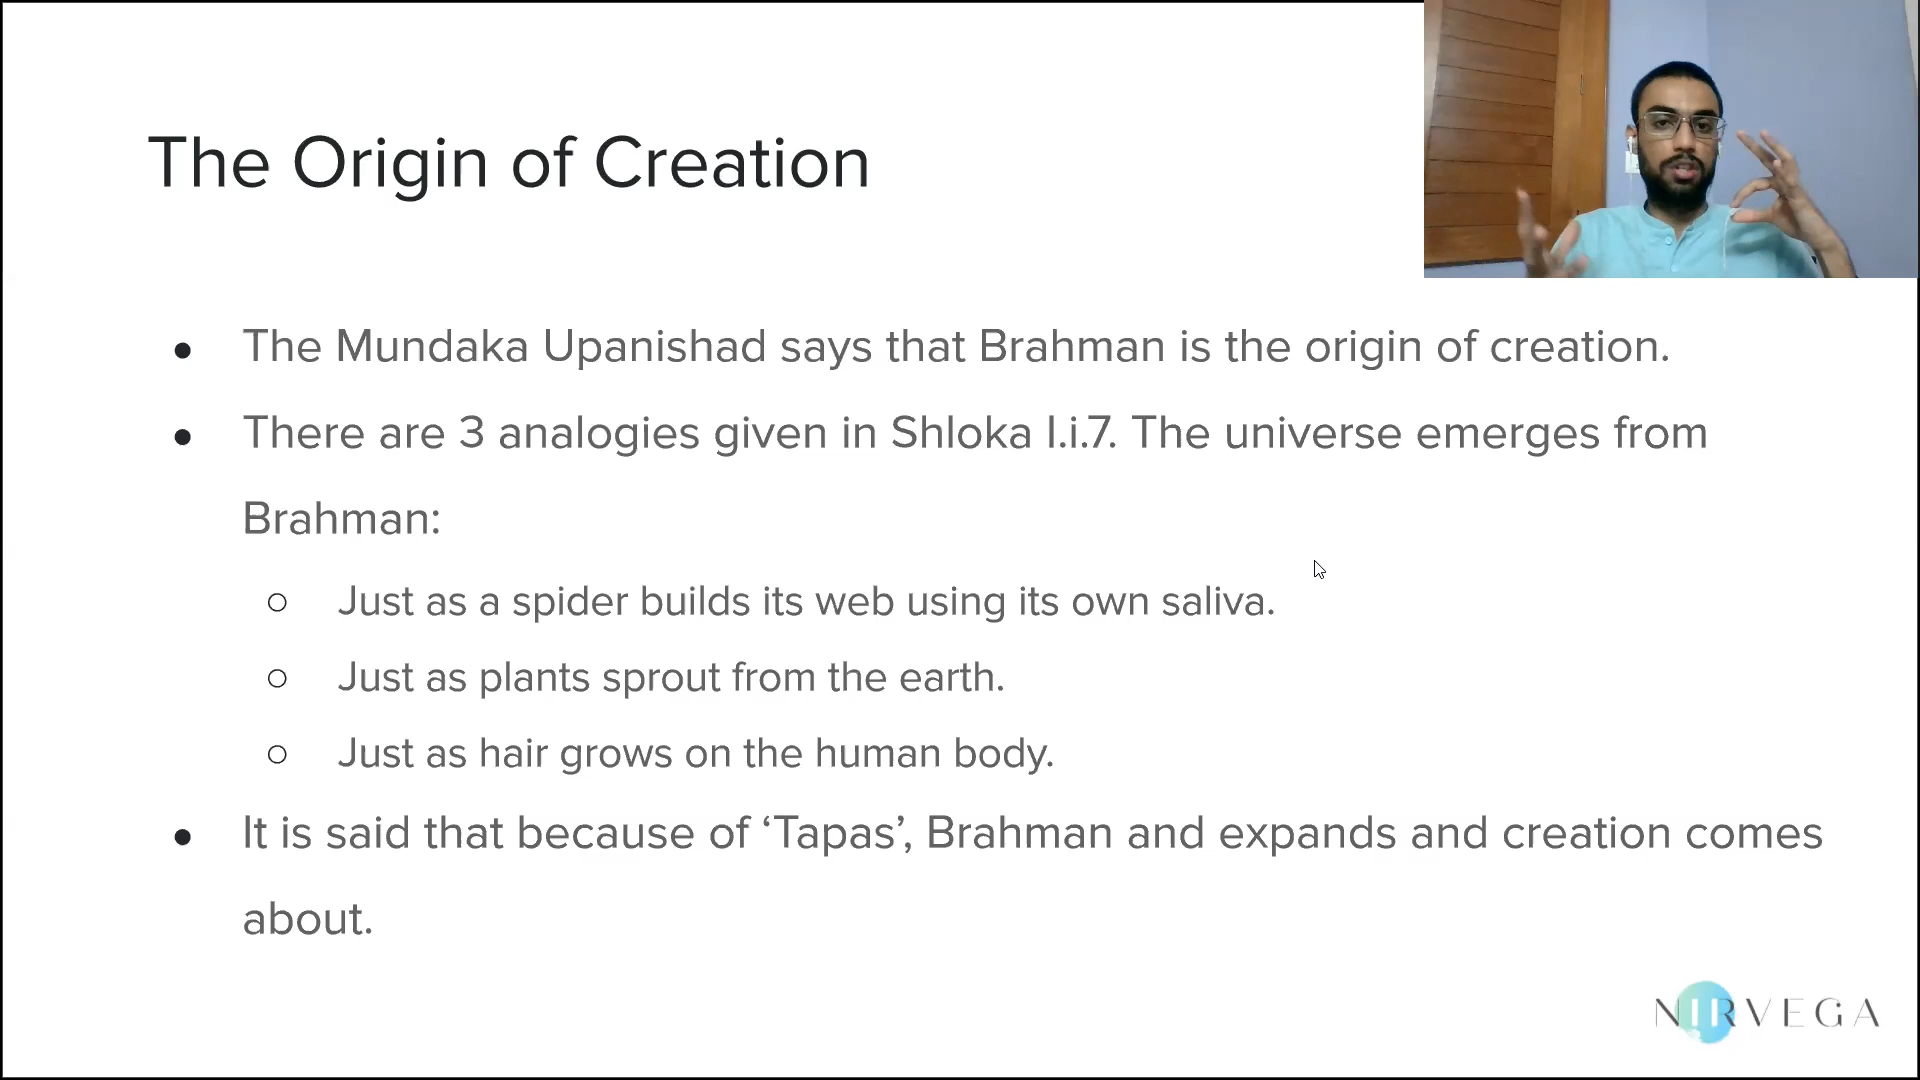 The Origin of Creation
● The Mundaka Upanishad says that Brahman is the origin of creation.
● There are 3 analogies given in Shloka I.i.7. The universe emerges from
Brahman:
○ Just as a spider builds its web using its own saliva.
○ Just as plants sprout from the earth.
○ Just as hair grows on the human body.
● It is said that because of ‘Tapas’, Brahman and expands and creation comes
about.
NIRVEGA